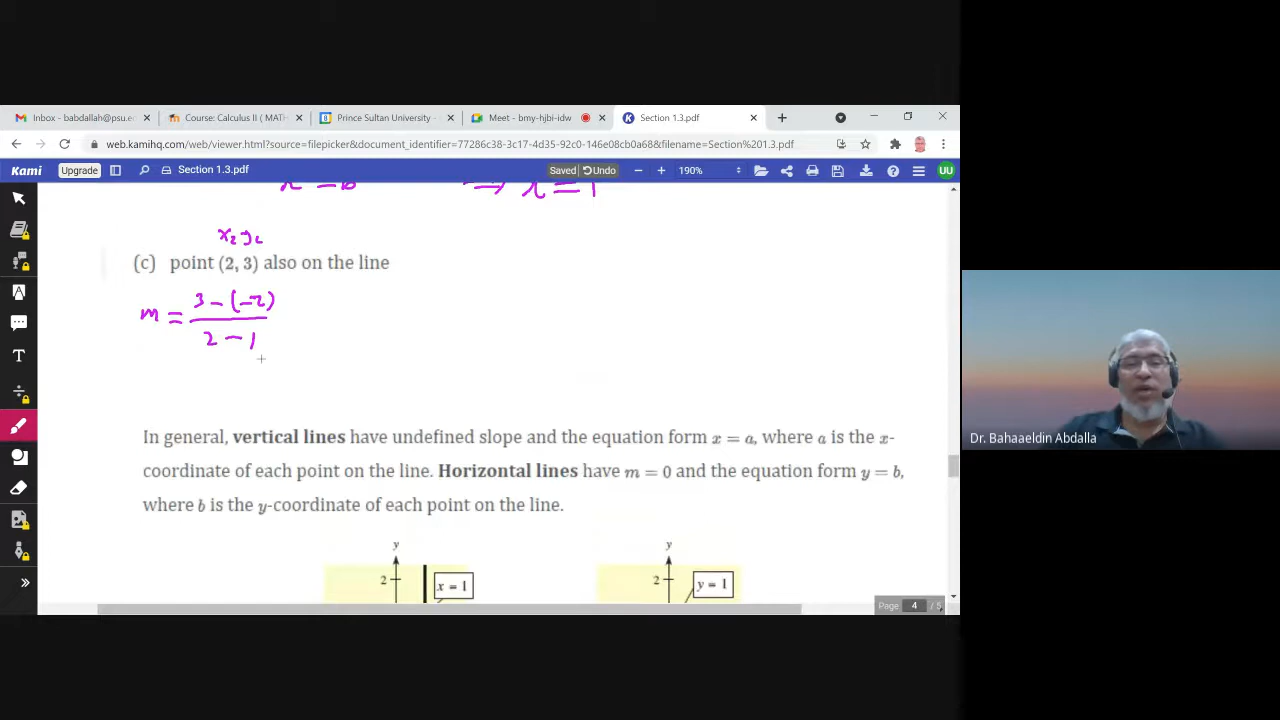 Inbox - babdallah@psu.e
Course: Calculus II ( MATH
Prince Sultan University -
Meet - bmy-hjbi-idw
Section 1.3.pdf
web.kamihq.com/web/viewer.html?source=filepicker&document_identifier=77286c38-3c17-4d35-92c0-146e08cb0a68&filename=Section%201.3.pdf
Kami Upgrade Section 1.3.pdf Saved Undo 190% UU
x = b ⟹ x = 1
x₂ y₂
(c) point (2, 3) also on the line
m = 3 - (-2) / 2 - 1
In general, vertical lines have undefined slope and the equation form x = a, where a is the x-
coordinate of each point on the line. Horizontal lines have m = 0 and the equation form y = b,
where b is the y-coordinate of each point on the line.
y y
2 x = 1 2 y = 1
Page 4 / 5
Dr. Bahaaeldin Abdalla